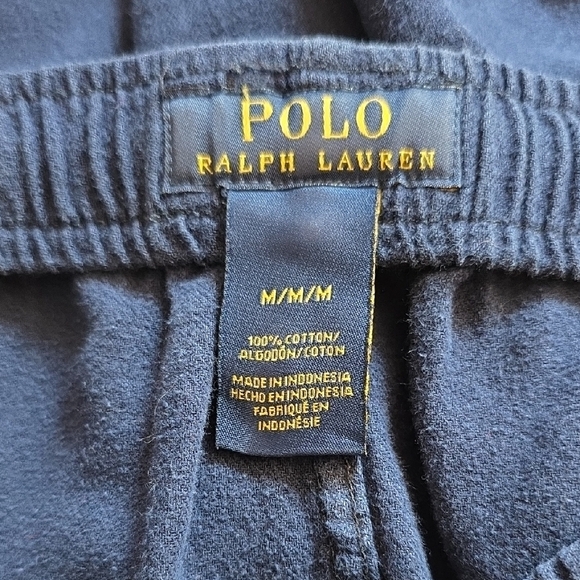 POLO
RALPH LAUREN
M/M/M
100% COTTON/
ALGODÓN/COTON
MADE IN INDONESIA
HECHO EN INDONESIA
FABRIQUÉ EN
INDONÉSIE